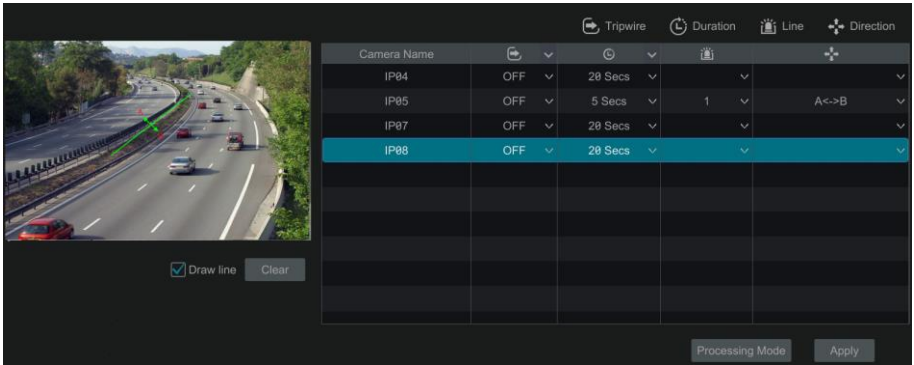 Tripwire Duration Line Direction
Camera Name
IP04 OFF 20 Secs
IP05 OFF 5 Secs 1 A<->B
IP07 OFF 20 Secs
IP08 OFF 20 Secs
Draw line Clear
Processing Mode Apply